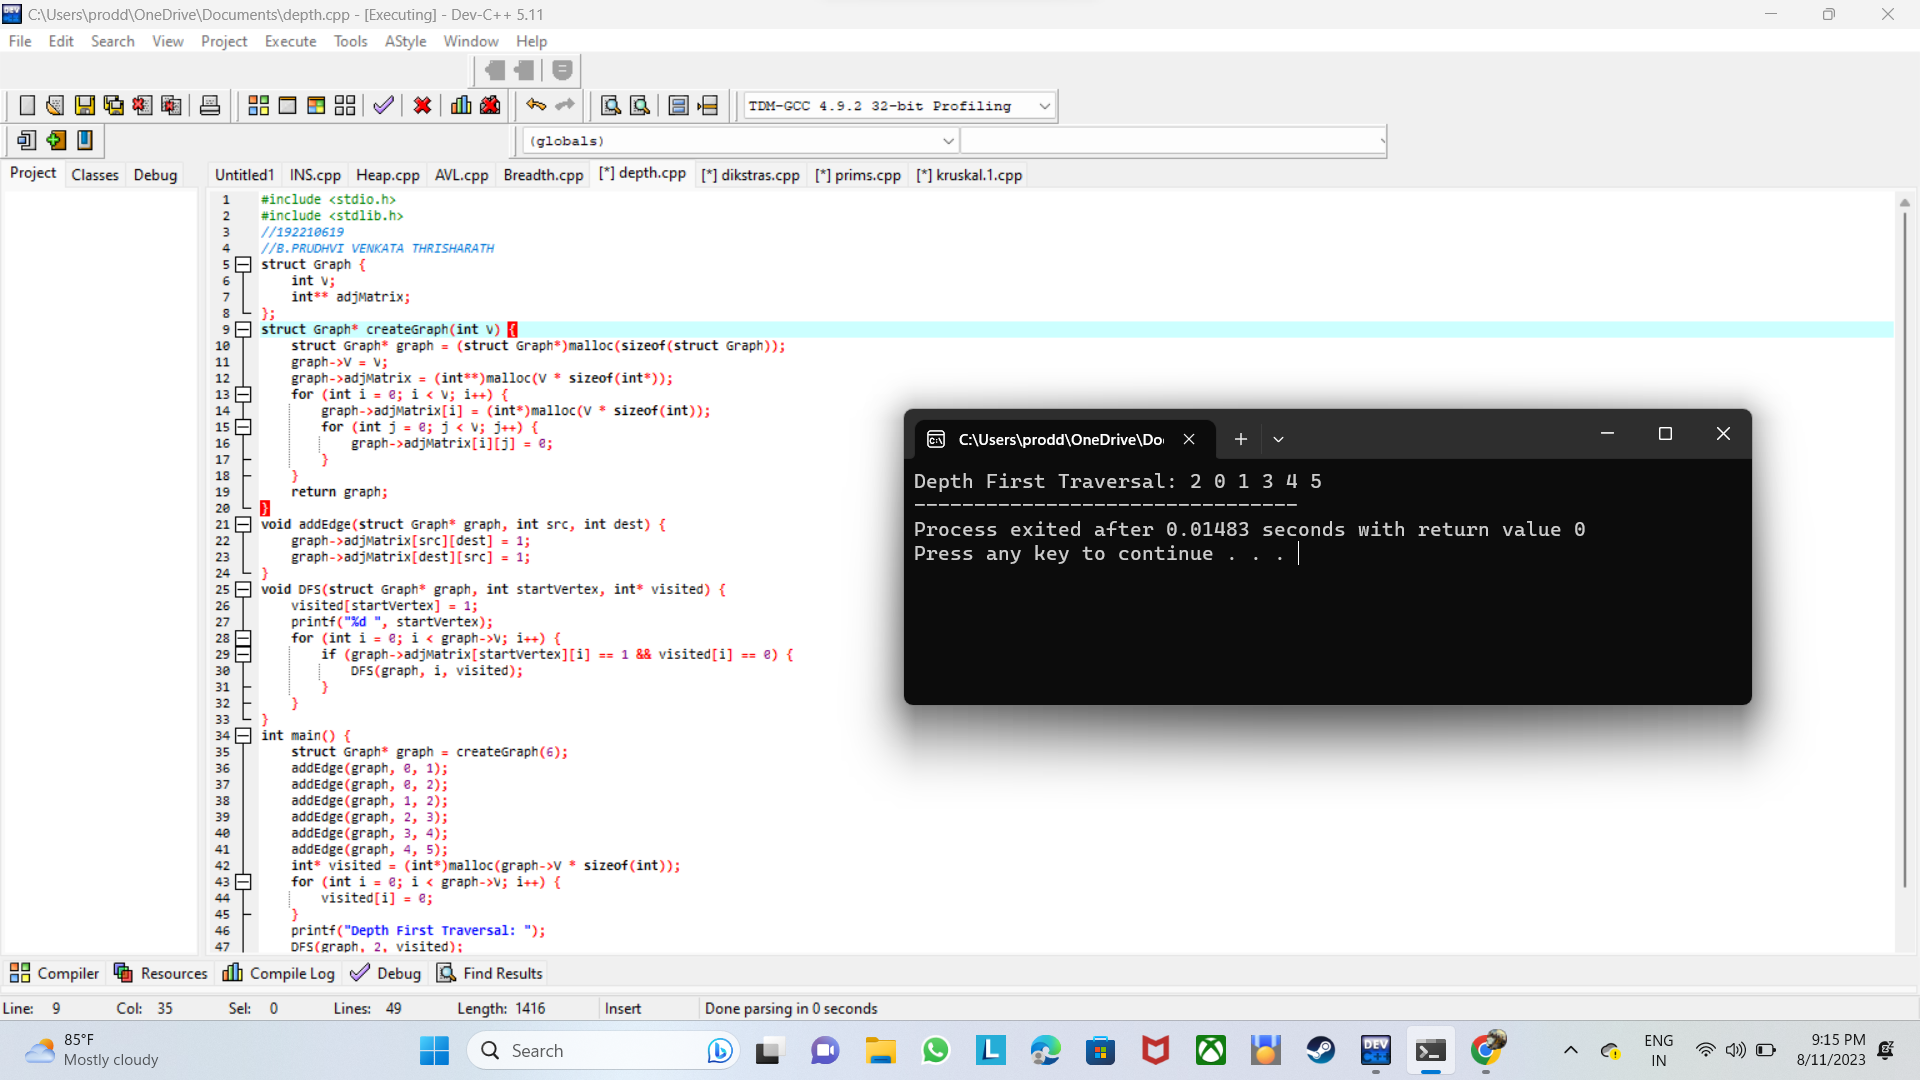 C:\Users\prodd\OneDrive\Documents\depth.cpp - [Executing] - Dev-C++ 5.11
File Edit Search View Project Execute Tools AStyle Window Help
TDM-GCC 4.9.2 32-bit Profiling
(globals)
Project Classes Debug
Untitled1 INS.cpp Heap.cpp AVL.cpp Breadth.cpp [*] depth.cpp [*] dikstras.cpp [*] prims.cpp [*] kruskal.1.cpp
1 #include <stdio.h>
2 #include <stdlib.h>
3 //192210619
4 //B.PRUDHVI VENKATA THRISHARATH
5 struct Graph {
6 int V;
7 int** adjMatrix;
8 };
9 struct Graph* createGraph(int V) {
10 struct Graph* graph = (struct Graph*)malloc(sizeof(struct Graph));
11 graph->V = V;
12 graph->adjMatrix = (int**)malloc(V * sizeof(int*));
13 for (int i = 0; i < V; i++) {
14 graph->adjMatrix[i] = (int*)malloc(V * sizeof(int));
15 for (int j = 0; j < V; j++) {
16 graph->adjMatrix[i][j] = 0;
17 }
18 }
19 return graph;
20 }
21 void addEdge(struct Graph* graph, int src, int dest) {
22 graph->adjMatrix[src][dest] = 1;
23 graph->adjMatrix[dest][src] = 1;
24 }
25 void DFS(struct Graph* graph, int startVertex, int* visited) {
26 visited[startVertex] = 1;
27 printf("%d ", startVertex);
28 for (int i = 0; i < graph->V; i++) {
29 if (graph->adjMatrix[startVertex][i] == 1 && visited[i] == 0) {
30 DFS(graph, i, visited);
31 }
32 }
33 }
34 int main() {
35 struct Graph* graph = createGraph(6);
36 addEdge(graph, 0, 1);
37 addEdge(graph, 0, 2);
38 addEdge(graph, 1, 2);
39 addEdge(graph, 2, 3);
40 addEdge(graph, 3, 4);
41 addEdge(graph, 4, 5);
42 int* visited = (int*)malloc(graph->V * sizeof(int));
43 for (int i = 0; i < graph->V; i++) {
44 visited[i] = 0;
45 }
46 printf("Depth First Traversal: ");
47 DFS(graph, 2, visited);
C:\Users\prodd\OneDrive\Do
Depth First Traversal: 2 0 1 3 4 5
--------------------------------
Process exited after 0.01483 seconds with return value 0
Press any key to continue . . .
Compiler Resources Compile Log Debug Find Results
Line: 9 Col: 35 Sel: 0 Lines: 49 Length: 1416 Insert Done parsing in 0 seconds
85°F
Mostly cloudy
Search
ENG
IN
9:15 PM
8/11/2023